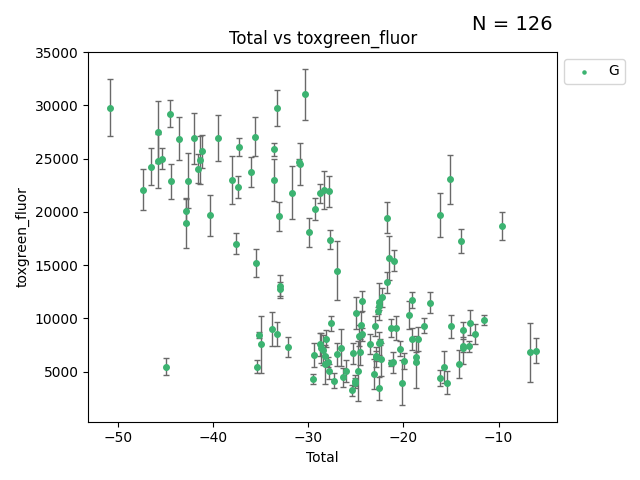 N = 126
Total vs toxgreen_fluor
G
35000
30000
25000
20000
15000
10000
5000
toxgreen_fluor
−50 −40 −30 −20 −10
Total